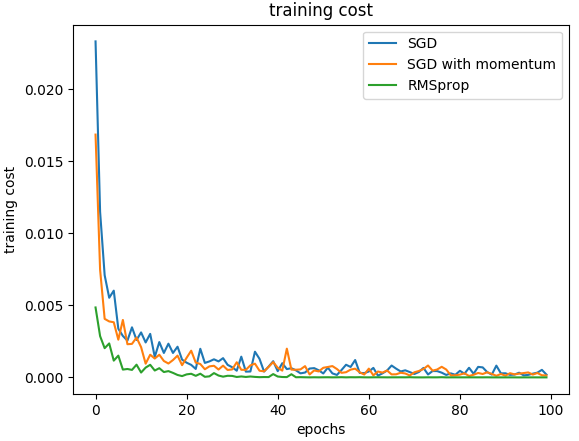 training cost
SGD
SGD with momentum
RMSprop
training cost
0.020
0.015
0.010
0.005
0.000
0
20
40
60
80
100
epochs